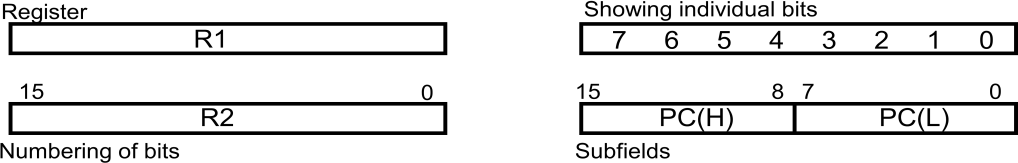 Register
R1
Showing individual bits
7 6 5 4 3 2 1 0
15 0
R2
Numbering of bits
15 8 7 0
PC(H) PC(L)
Subfields